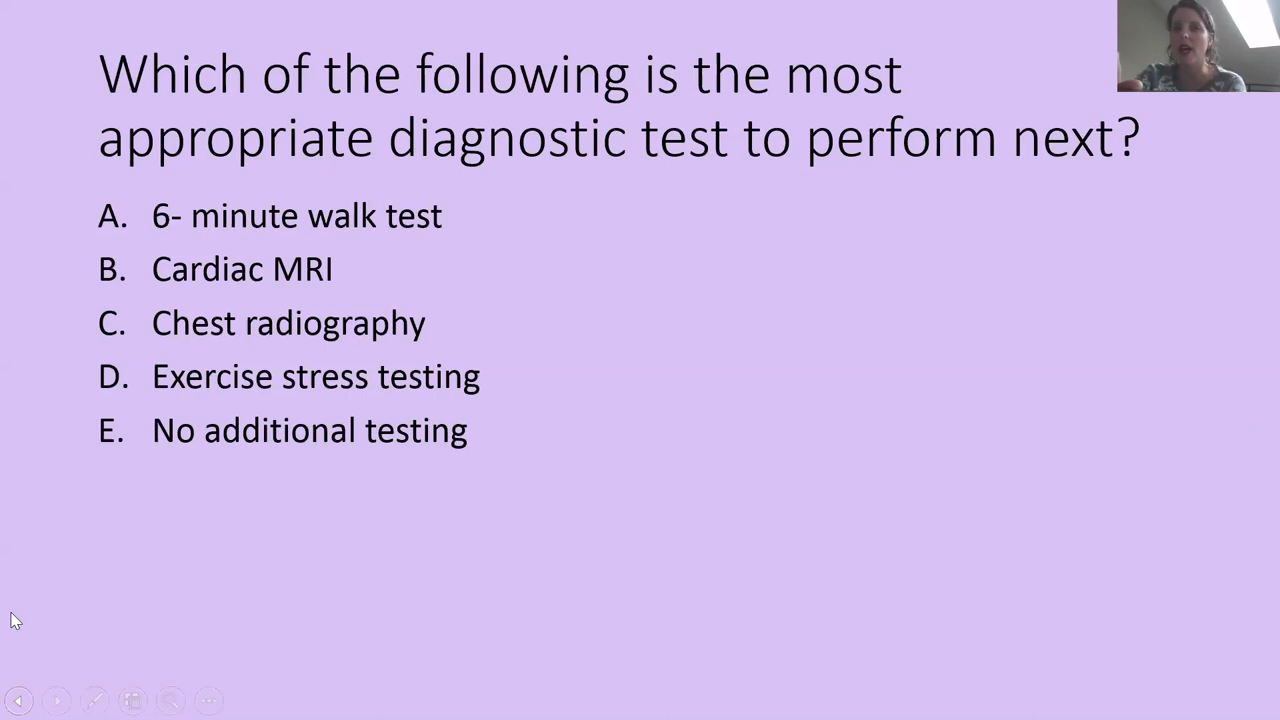 Which of the following is the most
appropriate diagnostic test to perform next?
A. 6- minute walk test
B. Cardiac MRI
C. Chest radiography
D. Exercise stress testing
E. No additional testing